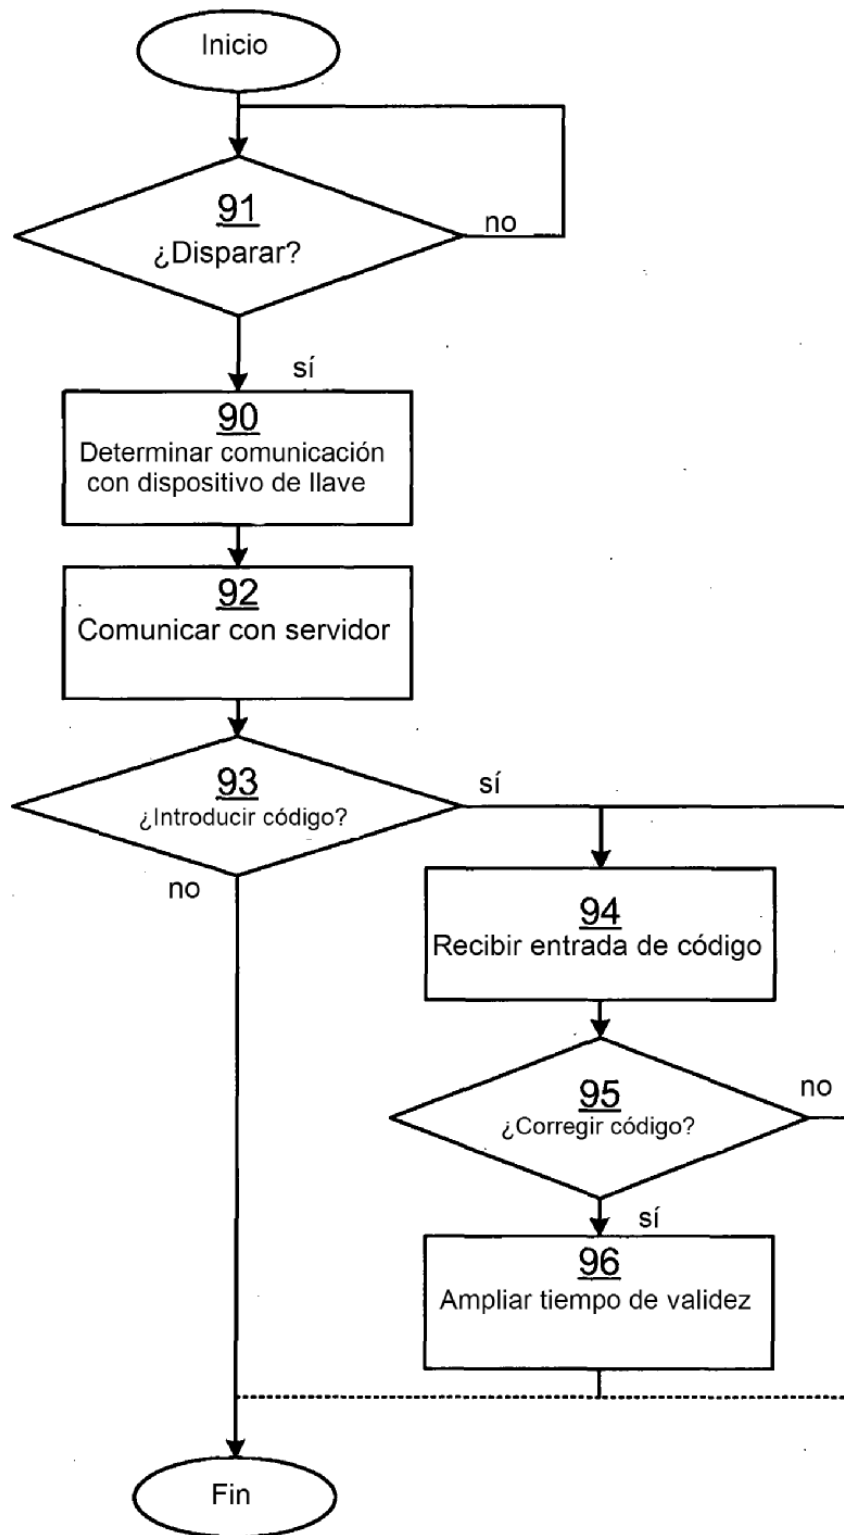 Inicio
91
¿Disparar?
no
sí
90
Determinar comunicación
con dispositivo de llave
92
Comunicar con servidor
93
¿Introducir código?
sí
no
94
Recibir entrada de código
95
¿Corregir código?
no
sí
96
Ampliar tiempo de validez
Fin